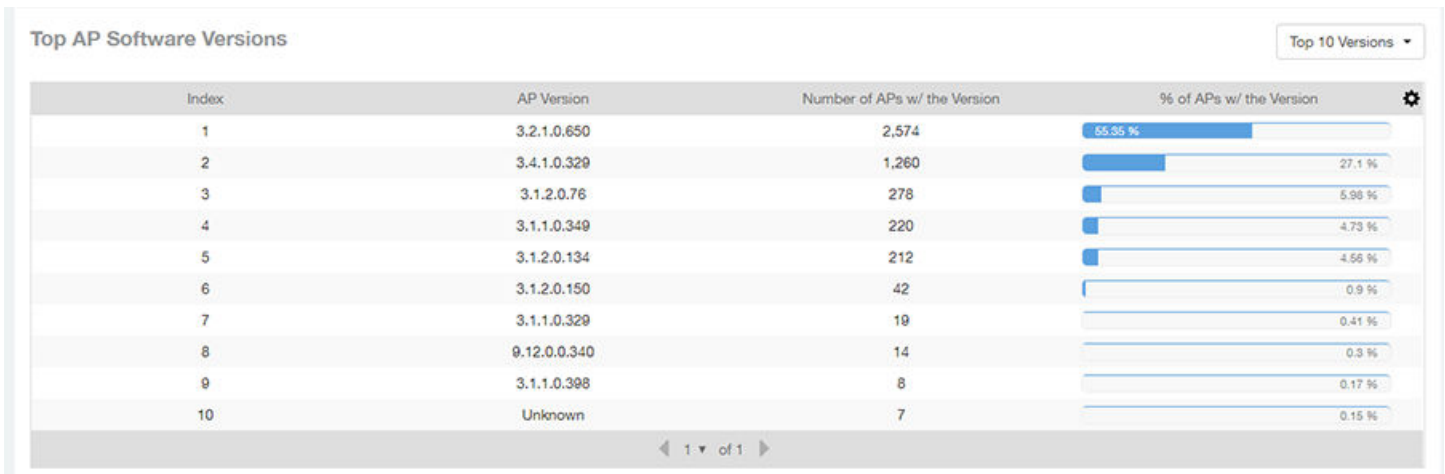 Top AP Software Versions
Top 10 Versions
Index AP Version Number of APs w/ the Version % of APs w/ the Version
1 3.2.1.0.650 2,574 55.35 %
2 3.4.1.0.329 1,260 27.1 %
3 3.1.2.0.76 278 5.98 %
4 3.1.1.0.349 220 4.73 %
5 3.1.2.0.134 212 4.56 %
6 3.1.2.0.150 42 0.9 %
7 3.1.1.0.329 19 0.41 %
8 9.12.0.0.340 14 0.3 %
9 3.1.1.0.398 8 0.17 %
10 Unknown 7 0.15 %
1 of 1